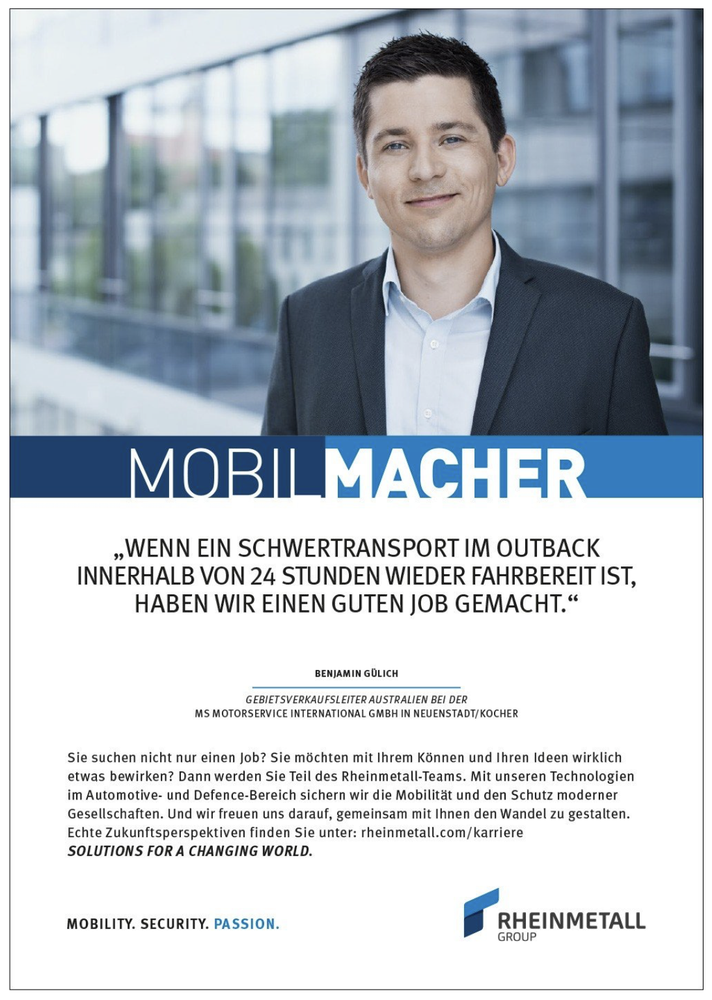 MOBILMACHER
„WENN EIN SCHWERTRANSPORT IM OUTBACK
INNERHALB VON 24 STUNDEN WIEDER FAHRBEREIT IST,
HABEN WIR EINEN GUTEN JOB GEMACHT.“
BENJAMIN GÜLICH
GEBIETSVERKAUFSLEITER AUSTRALIEN BEI DER
MS MOTORSERVICE INTERNATIONAL GMBH IN NEUENSTADT/KOCHER
Sie suchen nicht nur einen Job? Sie möchten mit Ihrem Können und Ihren Ideen wirklich
etwas bewirken? Dann werden Sie Teil des Rheinmetall-Teams. Mit unseren Technologien
im Automotive- und Defence-Bereich sichern wir die Mobilität und den Schutz moderner
Gesellschaften. Und wir freuen uns darauf, gemeinsam mit Ihnen den Wandel zu gestalten.
Echte Zukunftsperspektiven finden Sie unter: rheinmetall.com/karriere
SOLUTIONS FOR A CHANGING WORLD.
MOBILITY. SECURITY. PASSION.
RHEINMETALL
GROUP